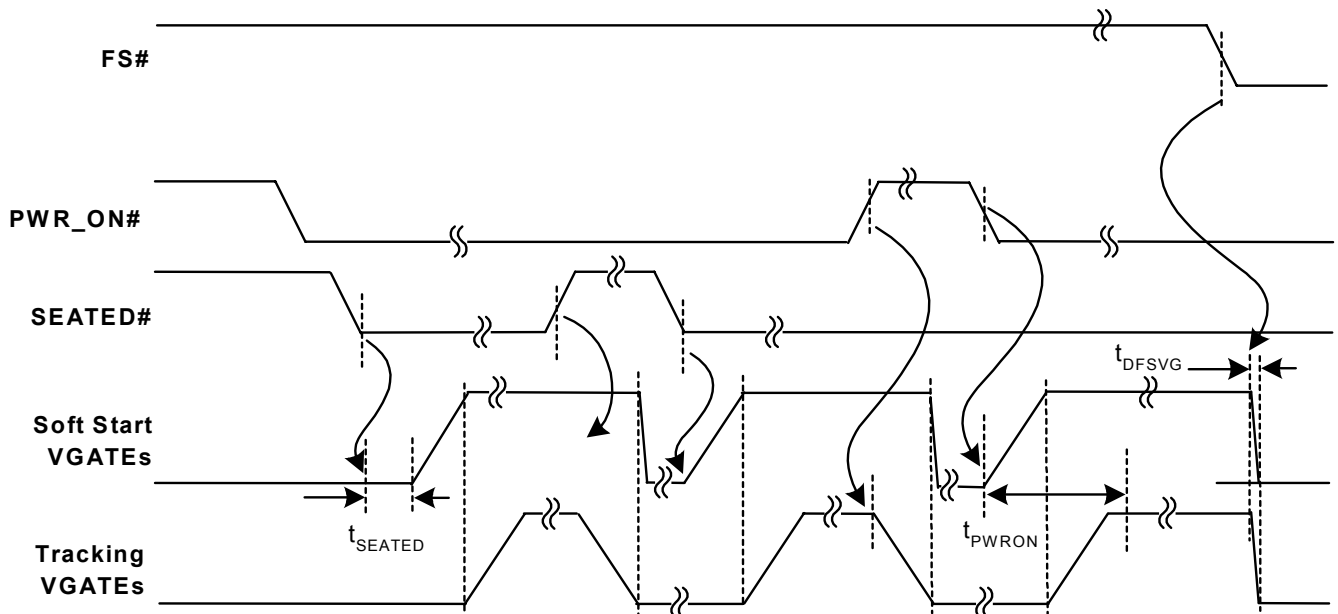 FS#
PWR_ON#
SEATED#
tDFSVG
Soft Start
VGATEs
tSEATED
tPWRON
Tracking
VGATEs